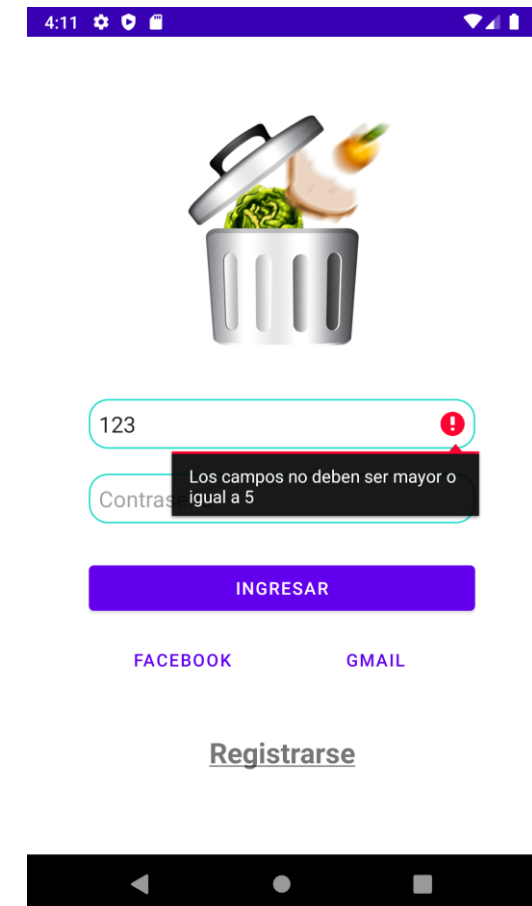 4:11
123
Los campos no deben ser mayor o
igual a 5
Contras
INGRESAR
FACEBOOK GMAIL
Registrarse